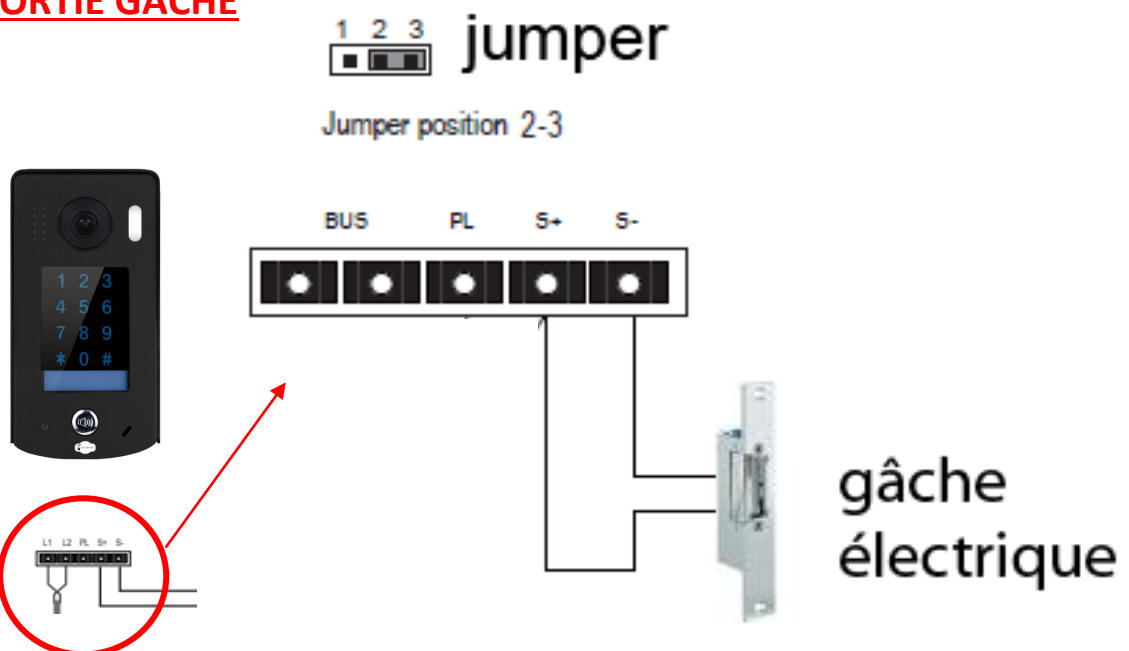 ORTIE GACHE
1 2 3
jumper
Jumper position 2-3
BUS PL S+ S-
1 2 3
4 5 6
7 8 9
* 0 #
L1 L2 PL S+ S-
gâche
électrique